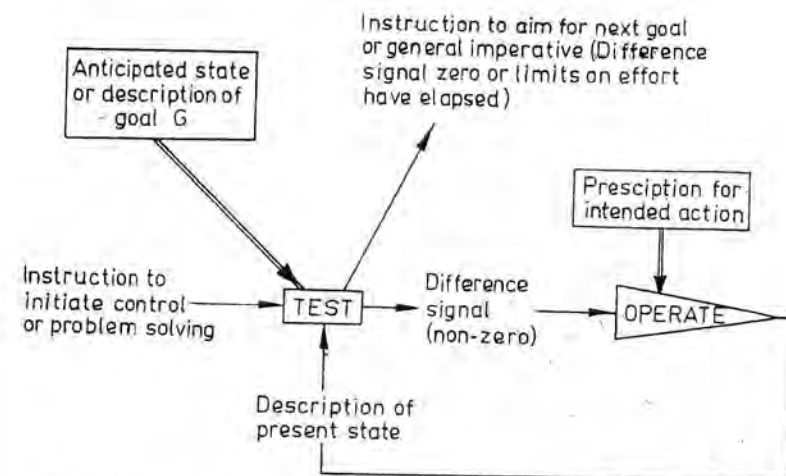 Instruction to aim for next goal
or general imperative (Difference
signal zero or limits on effort
have elapsed)
Anticipated state
or description of
goal G
Presciption for
intended action
Instruction to
initiate control
or problem solving
TEST
Difference
signal
(non-zero)
OPERATE
Description of
present state